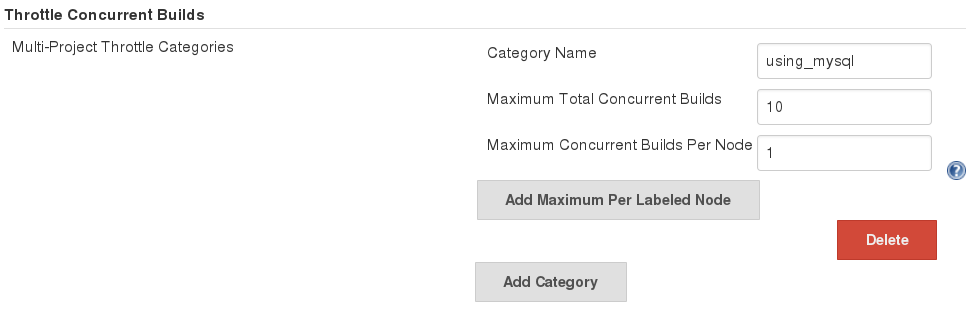 Throttle Concurrent Builds
Multi-Project Throttle Categories
Category Name
using_mysql
Maximum Total Concurrent Builds
10
Maximum Concurrent Builds Per Node
1
?
Add Maximum Per Labeled Node
Delete
Add Category